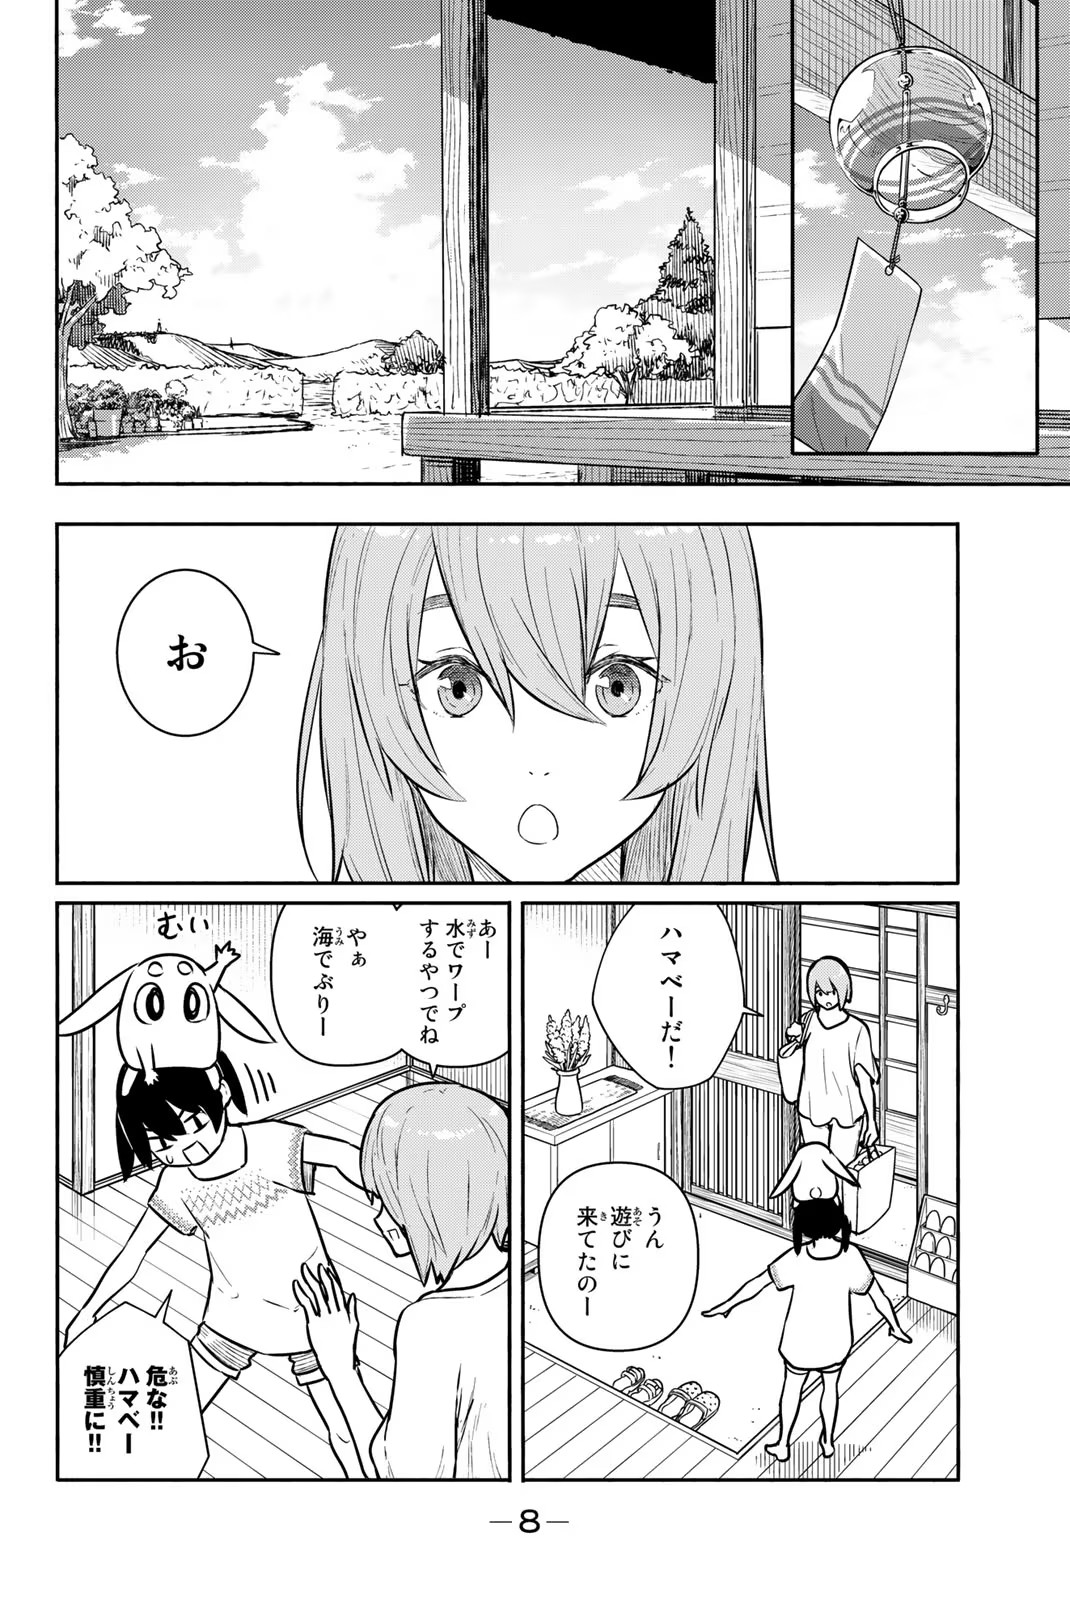 お
ハマベーだ！
うん
遊びに
来てたのー
あー
水でワープ
するやつでね
やぁ
海でぶりー
むぃ
危な!!
ハマベー
慎重に!!
—8—